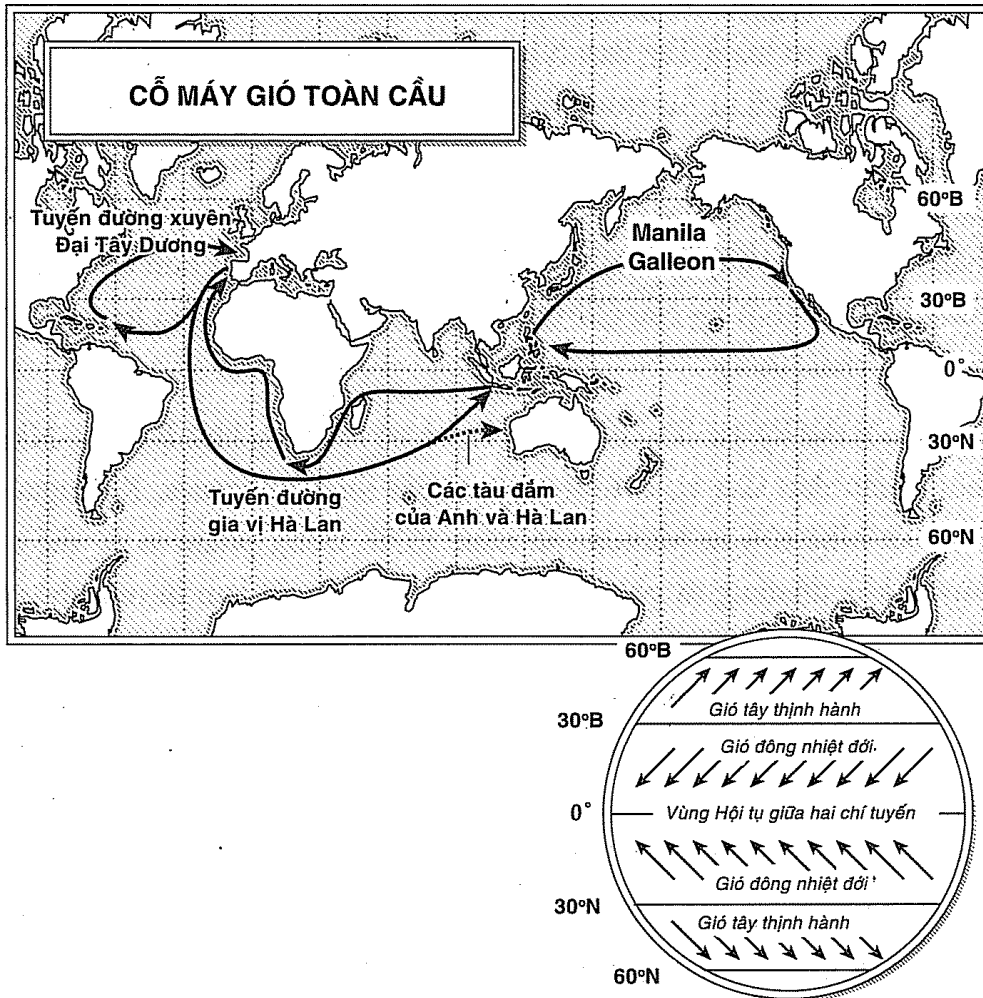 CỖ MÁY GIÓ TOÀN CẦU
60°B
Tuyến đường xuyên
Đại Tây Dương
Manila
Galleon
30°B
0°
30°N
Tuyến đường
gia vị Hà Lan
Các tàu đắm
của Anh và Hà Lan
60°N
60°B
Gió tây thịnh hành
30°B
Gió đông nhiệt đới
0°
Vùng Hội tụ giữa hai chí tuyến
Gió đông nhiệt đới
30°N
Gió tây thịnh hành
60°N